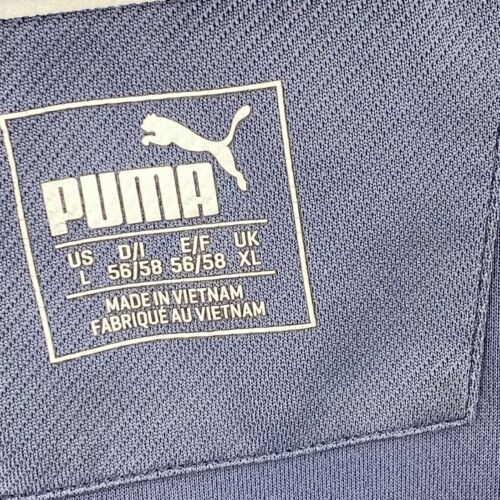 PUMA
US D/I E/F UK
L 56/58 56/58 XL
MADE IN VIETNAM
FABRIQUÉ AU VIETNAM